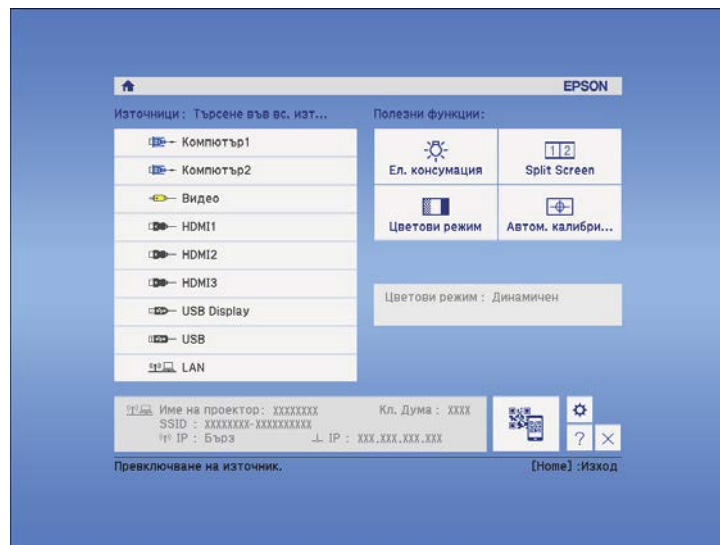 EPSON
Източници : Търсене във вс. изт...
Компютър1
Компютър2
Видео
HDMI1
HDMI2
HDMI3
USB Display
USB
LAN
Полезни функции:
Ел. консумация
1 2
Split Screen
Цветови режим
Автом. калибри...
Цветови режим : Динамичен
Име на проектор: XXXXXXXX
Кл. Дума : XXXX
SSID : XXXXXXXX-XXXXXXXXXX
IP : Бърз
IP : XXX.XXX.XXX.XXX
?
Превключване на източник.
[Home] :Изход